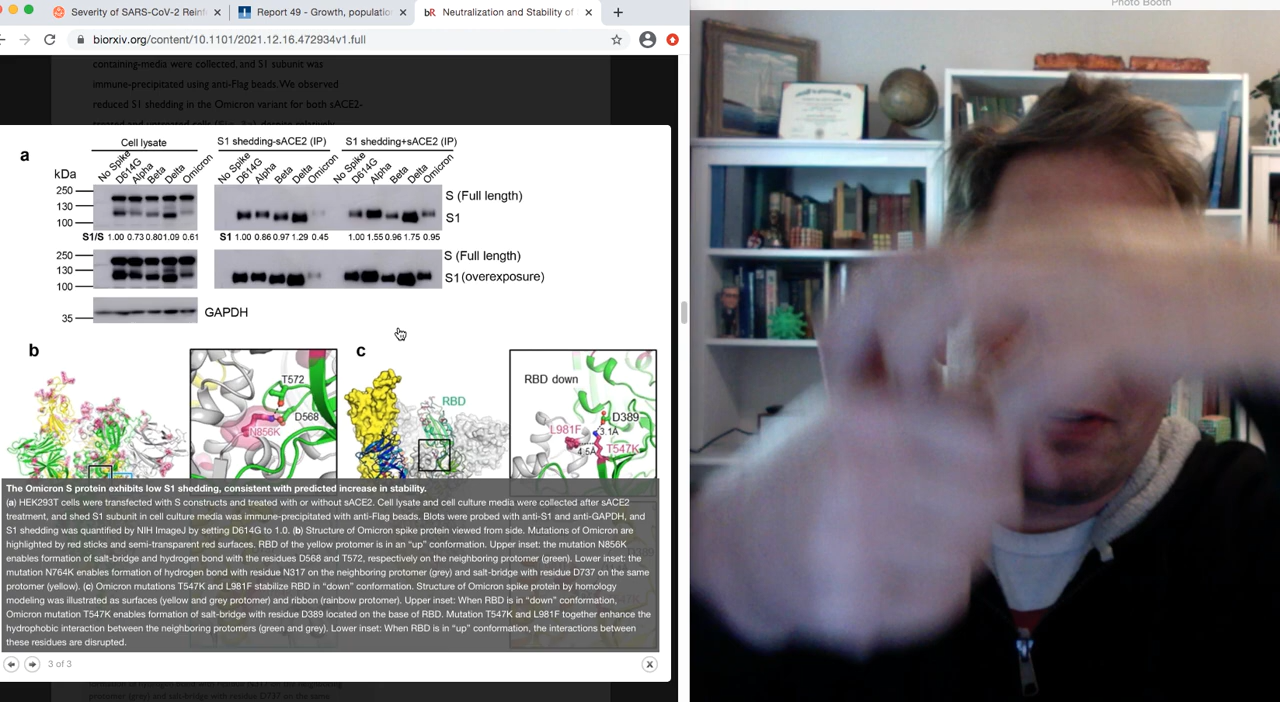 Photo Booth
Severity of SARS-CoV-2 Reinf
Report 49 - Growth, population
Neutralization and Stability of
biorxiv.org/content/10.1101/2021.12.16.472934v1.full
containing-media were collected, and S1 subunit was
immune-precipitated using anti-Flag beads. We observed
reduced S1 shedding in the Omicron variant for both sACE2-
a
Cell lysate
S1 shedding-sACE2 (IP)
S1 shedding+sACE2 (IP)
kDa
No Spike D614G Alpha Beta Delta Omicron
No Spike D614G Alpha Beta Delta Omicron
No Spike D614G Alpha Beta Delta Omicron
250
130
100
S (Full length)
S1
S1/S 1.00 0.73 0.80 1.09 0.61
S1 1.00 0.86 0.97 1.29 0.45
1.00 1.55 0.96 1.75 0.95
250
130
100
S (Full length)
S1 (overexposure)
35
GAPDH
b
T572
D568
N856K
c
RBD
RBD down
D389
L981F
3.1A
4.5A
T547K
The Omicron S protein exhibits low S1 shedding, consistent with predicted increase in stability.
(a) HEK293T cells were transfected with S constructs and treated with or without sACE2. Cell lysate and cell culture media were collected after sACE2
treatment, and shed S1 subunit in cell culture media was immune-precipitated with anti-Flag beads. Blots were probed with anti-S1 and anti-GAPDH, and
S1 shedding was quantified by NIH ImageJ by setting D614G to 1.0. (b) Structure of Omicron spike protein viewed from side. Mutations of Omicron are
highlighted by red sticks and semi-transparent red surfaces. RBD of the yellow protomer is in an “up” conformation. Upper inset: the mutation N856K
enables formation of salt-bridge and hydrogen bond with the residues D568 and T572, respectively on the neighboring protomer (green). Lower inset: the
mutation N764K enables formation of hydrogen bond with residue N317 on the neighboring protomer (grey) and salt-bridge with residue D737 on the same
protomer (yellow). (c) Omicron mutations T547K and L981F stabilize RBD in “down” conformation. Structure of Omicron spike protein by homology
modeling was illustrated as surfaces (yellow and grey protomer) and ribbon (rainbow protomer). Upper inset: When RBD is in “down” conformation,
Omicron mutation T547K enables formation of salt-bridge with residue D389 located on the base of RBD. Mutation T547K and L981F together enhance the
hydrophobic interaction between the neighboring protomers (green and grey). Lower inset: When RBD is in “up” conformation, the interactions between
these residues are disrupted.
3 of 3
protomer (grey) and salt-bridge with residue D737 on the same